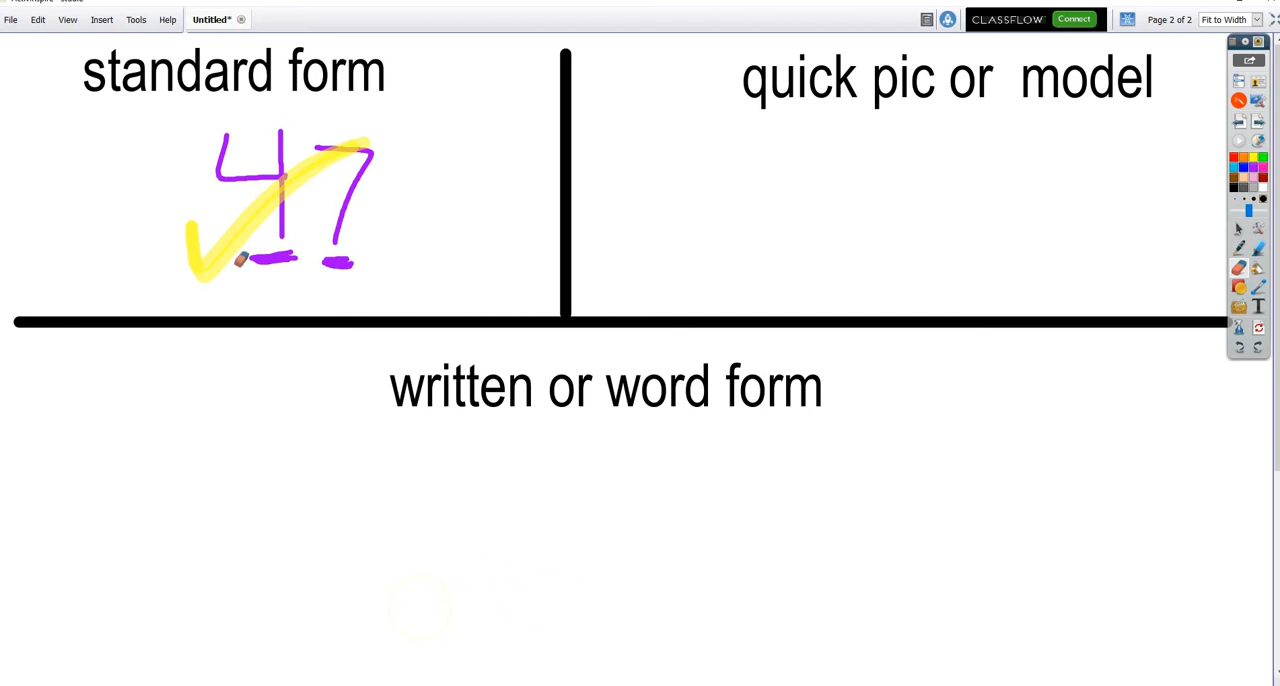 File Edit View Insert Tools Help Untitled* CLASSFLOW Connect Page 2 of 2 Fit to Width
standard form
quick pic or model
47
written or word form